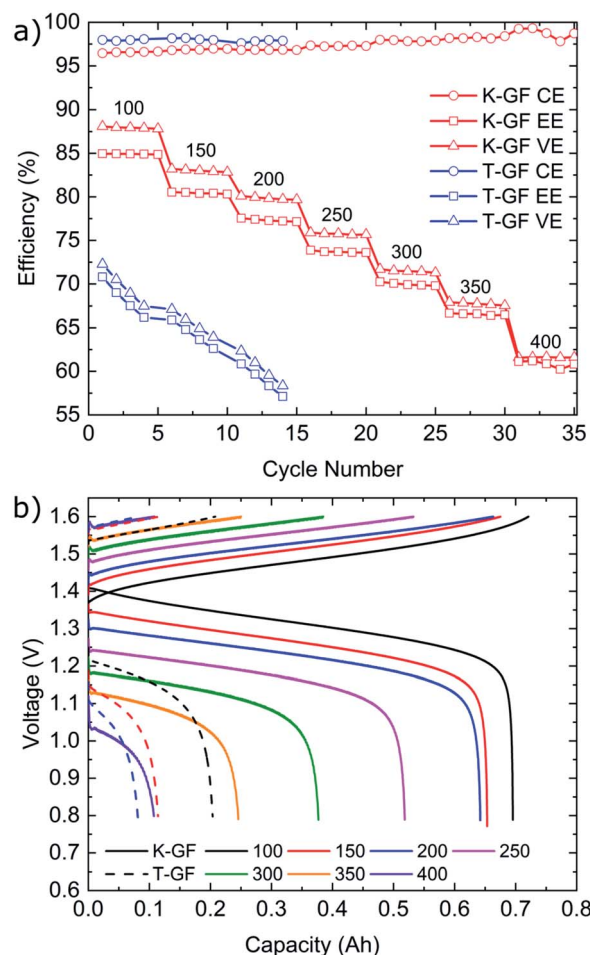 a)
100
95
90
85
80
75
70
65
60
55
Efficiency (%)
100
150
200
250
300
350
400
K-GF CE
K-GF EE
K-GF VE
T-GF CE
T-GF EE
T-GF VE
0 5 10 15 20 25 30 35
Cycle Number
b)
1.6
1.5
1.4
1.3
1.2
1.1
1.0
0.9
0.8
0.7
0.6
Voltage (V)
K-GF 100 150 200 250
T-GF 300 350 400
0.0 0.1 0.2 0.3 0.4 0.5 0.6 0.7 0.8
Capacity (Ah)